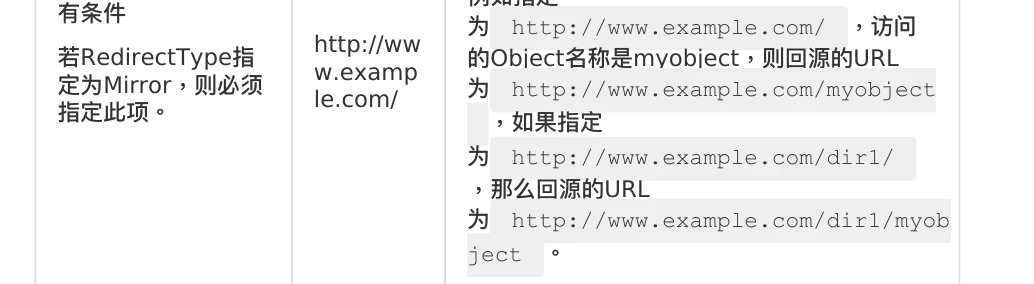 有条件
若RedirectType指
定为Mirror，则必须
指定此项。
http://ww
w.examp
le.com/
例如指定
为 http://www.example.com/ ，访问
的Object名称是myobject，则回源的URL
为 http://www.example.com/myobject
，如果指定
为 http://www.example.com/dir1/
，那么回源的URL
为 http://www.example.com/dir1/myob
ject 。